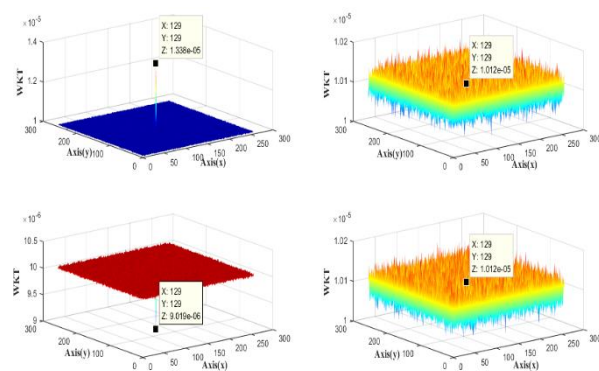 ×10⁻⁵
1.4
1.2
1
WKT
X: 129
Y: 129
Z: 1.338e-05
300
200
100
0
Axis(y)
0
50
100
150
200
250
300
Axis(x)
×10⁻⁵
1.02
1.01
1
WKT
X: 129
Y: 129
Z: 1.012e-05
300
200
100
0
Axis(y)
0
50
100
150
200
250
300
Axis(x)
×10⁻⁶
10.5
10
9.5
9
WKT
X: 129
Y: 129
Z: 9.019e-06
300
200
100
0
Axis(y)
0
50
100
150
200
250
300
Axis(x)
×10⁻⁵
1.02
1.01
1
WKT
X: 129
Y: 129
Z: 1.012e-05
300
200
100
0
Axis(y)
0
50
100
150
200
250
300
Axis(x)